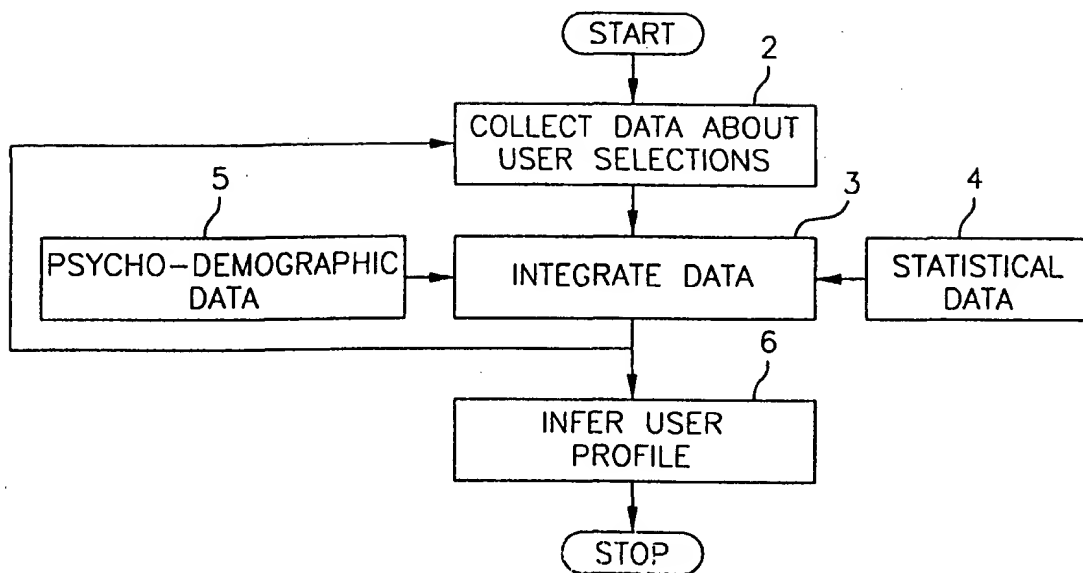 START
2
COLLECT DATA ABOUT
USER SELECTIONS
5
3
4
PSYCHO-DEMOGRAPHIC
DATA
INTEGRATE DATA
STATISTICAL
DATA
6
INFER USER
PROFILE
STOP